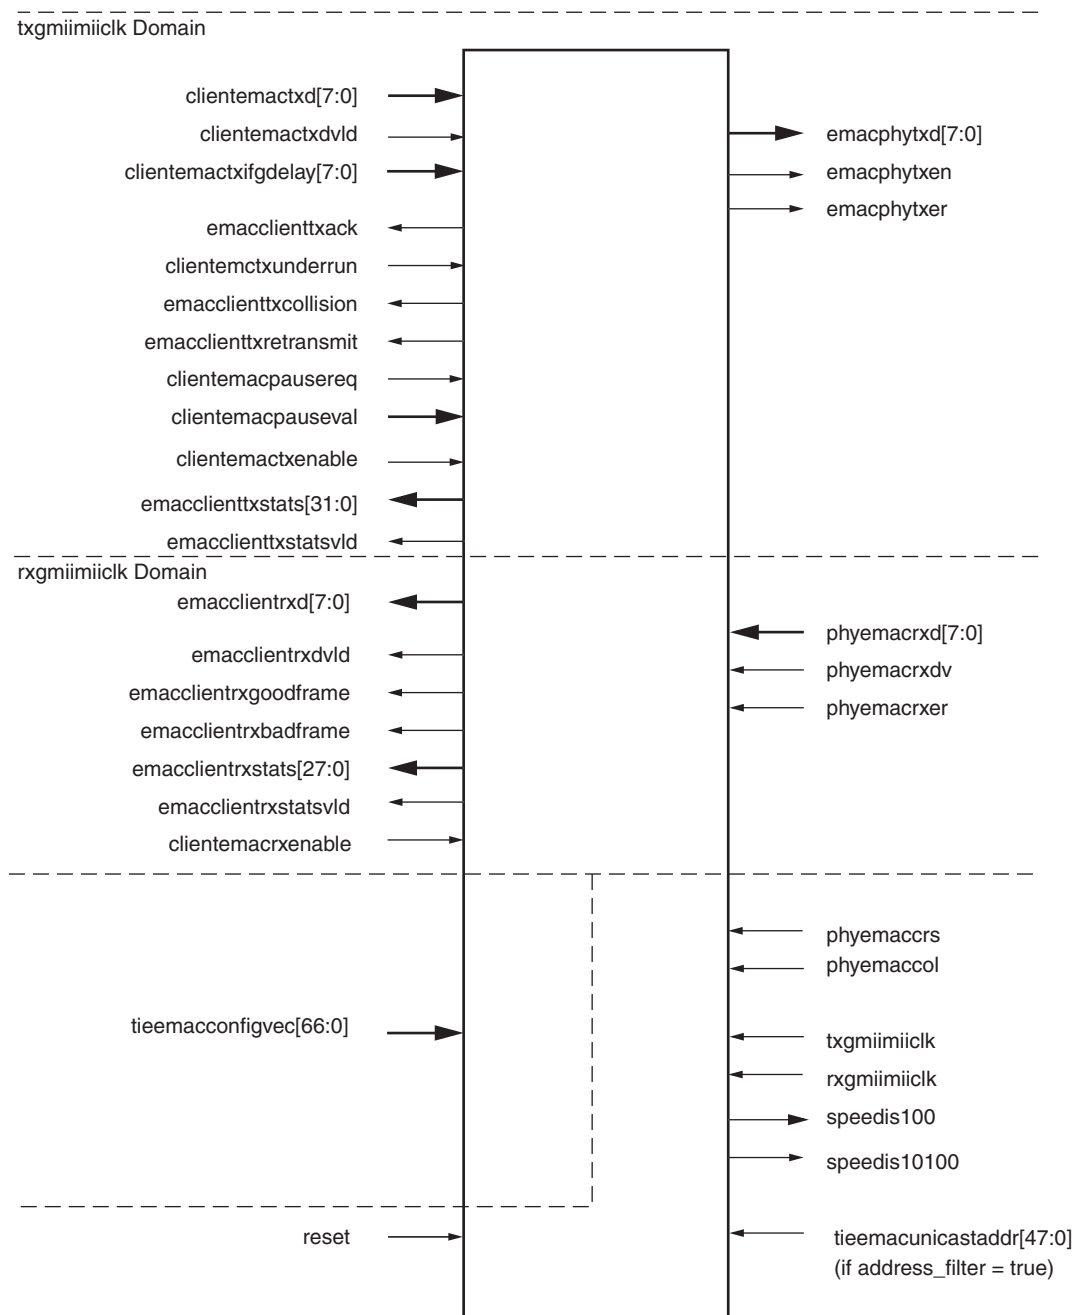 txgmiimiiclk Domain
clientemactxd[7:0]
clientemactxdvld
clientemactxifgdelay[7:0]
emacclienttxack
clientemctxunderrun
emacclienttxcollision
emacclienttxretransmit
clientemacpausereq
clientemacpauseval
clientemactxenable
emacclienttxstats[31:0]
emacclienttxstatsvld
emacphytxd[7:0]
emacphytxen
emacphytxer
rxgmiimiiclk Domain
emacclientrxd[7:0]
emacclientrxdvld
emacclientrxgoodframe
emacclientrxbadframe
emacclientrxstats[27:0]
emacclientrxstatsvld
clientemacrxenable
phyemacrxd[7:0]
phyemacrxdv
phyemacrxer
tieemacconfigvec[66:0]
phyemaccrs
phyemaccol
txgmiimiiclk
rxgmiimiiclk
speedis100
speedis10100
reset
tieemacunicastaddr[47:0]
(if address_filter = true)